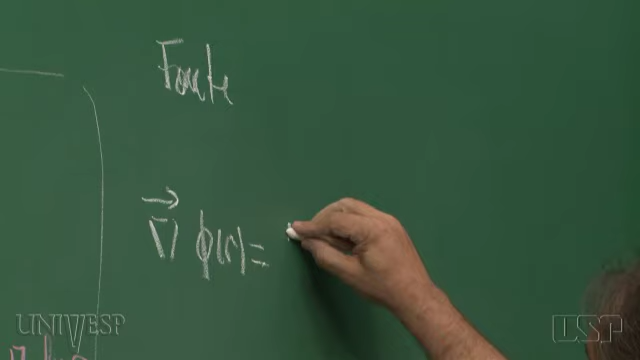 Fonte
∇⃗ φ(r) =
UNIVESP
USP